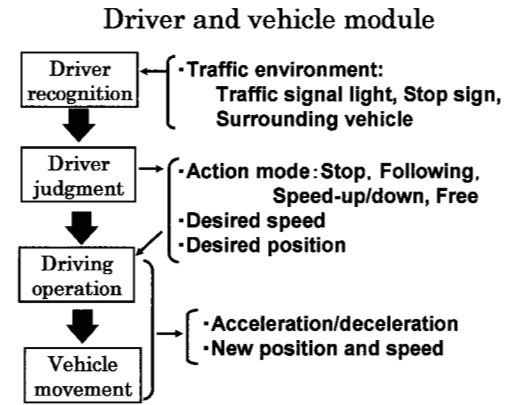 Driver and vehicle module
Driver
recognition
・Traffic environment:
Traffic signal light, Stop sign,
Surrounding vehicle
Driver
judgment
・Action mode：Stop, Following,
Speed-up/down, Free
・Desired speed
・Desired position
Driving
operation
・Acceleration/deceleration
・New position and speed
Vehicle
movement